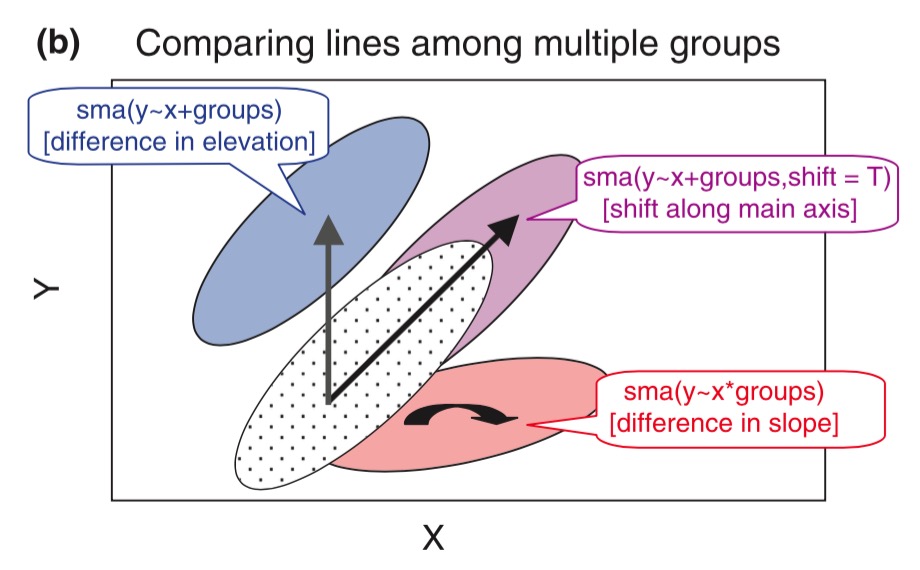 (b) Comparing lines among multiple groups
sma(y~x+groups)
[difference in elevation]
sma(y~x+groups,shift = T)
[shift along main axis]
sma(y~x*groups)
[difference in slope]
Y
X